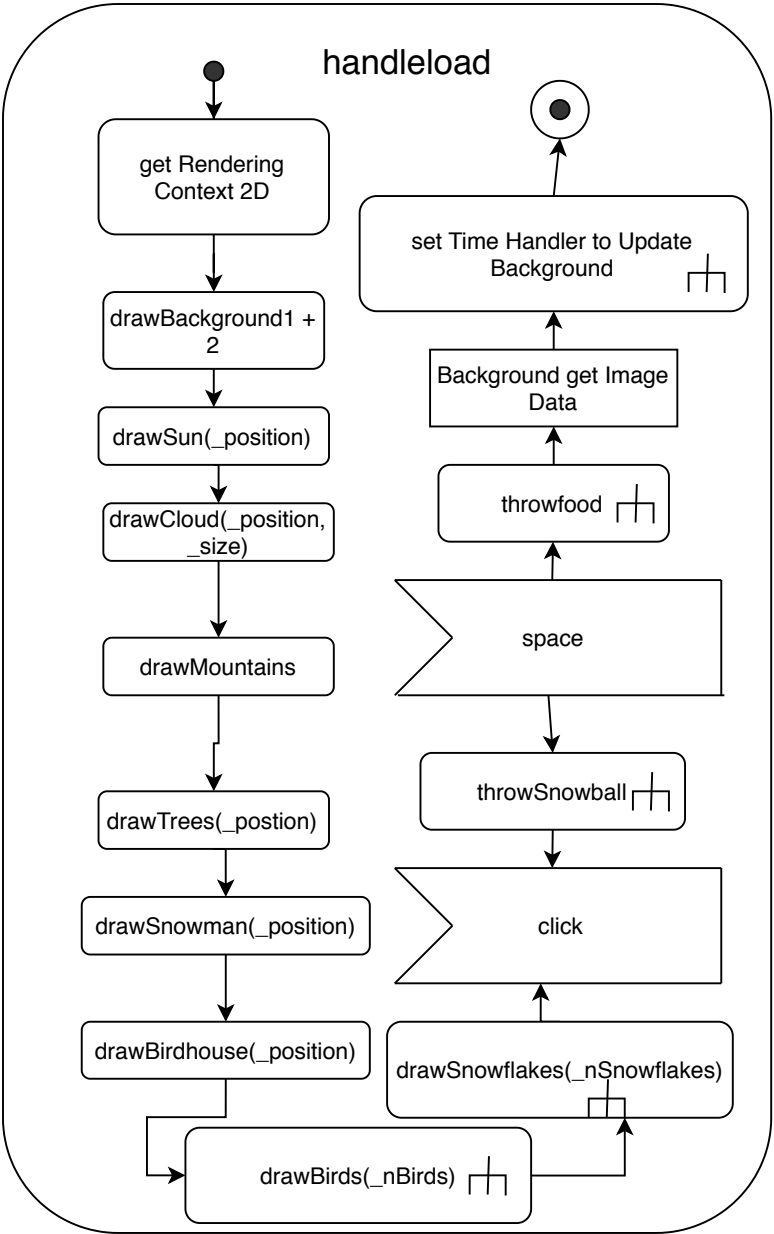 handleload
get Rendering
Context 2D
drawBackground1 +
2
drawSun(_position)
drawCloud(_position,
_size)
drawMountains
drawTrees(_postion)
drawSnowman(_position)
drawBirdhouse(_position)
drawBirds(_nBirds)
drawSnowflakes(_nSnowflakes)
click
throwSnowball
space
throwfood
Background get Image
Data
set Time Handler to Update
Background